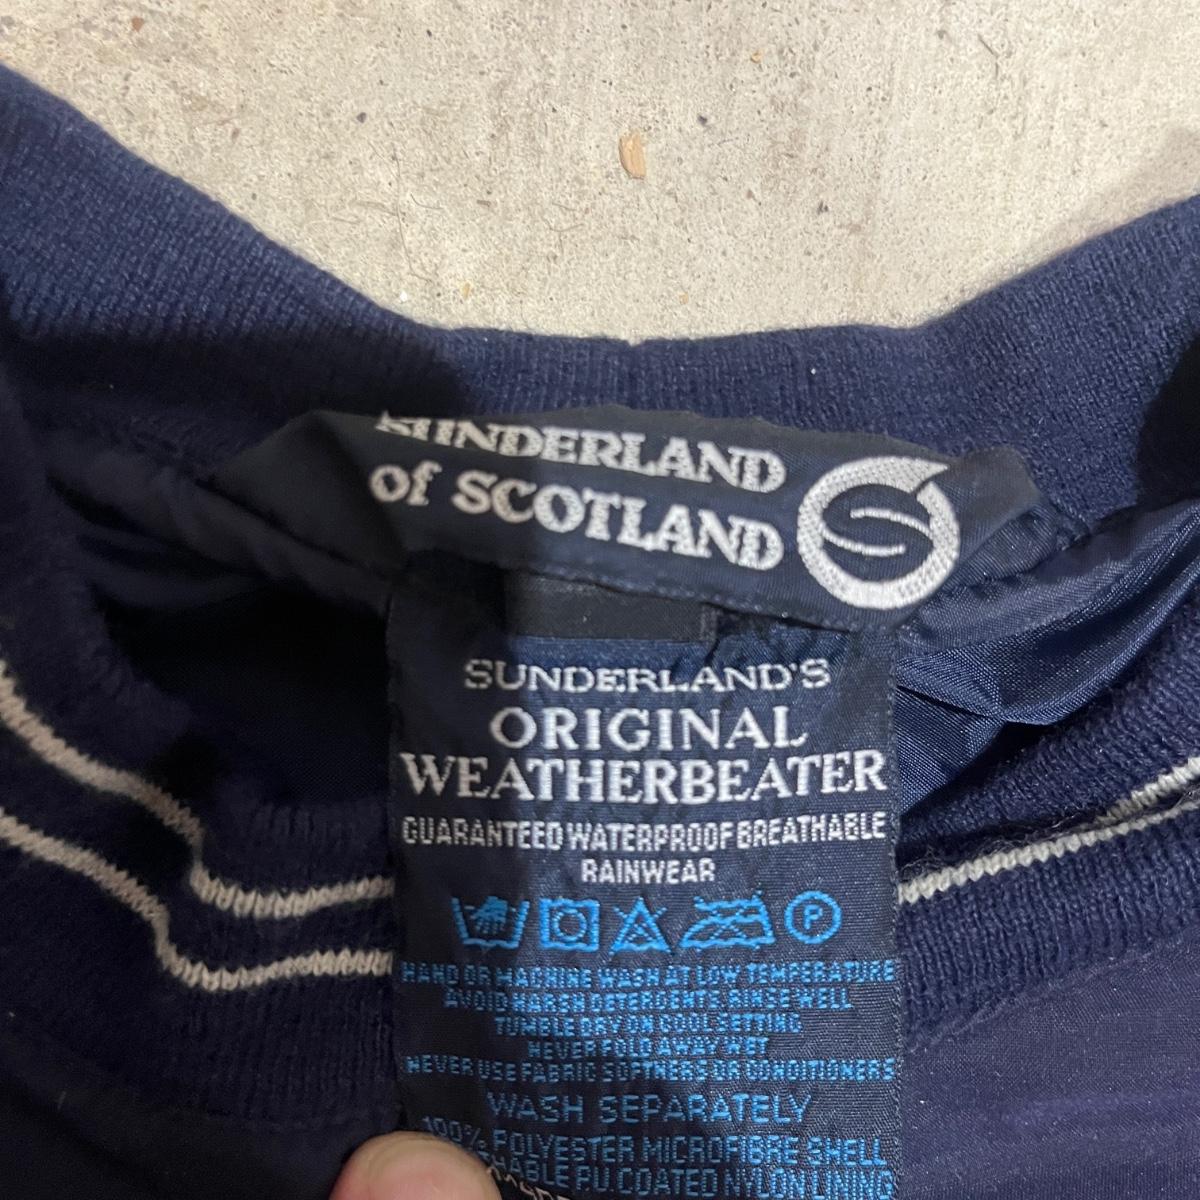 SUNDERLAND
of SCOTLAND
SUNDERLAND'S
ORIGINAL
WEATHERBEATER
GUARANTEED WATERPROOF BREATHABLE
RAINWEAR
P
HAND OR MACHINE WASH AT LOW TEMPERATURE
AVOID HARSH DETERGENTS RINSE WELL
TUMBLE DRY ON COOL SETTING
NEVER FOLD AWAY WET
NEVER USE FABRIC SOFTNERS OR CONDITIONERS
WASH SEPARATELY
100% POLYESTER MICROFIBRE SHELL
P.U. COATED NYLON LINING